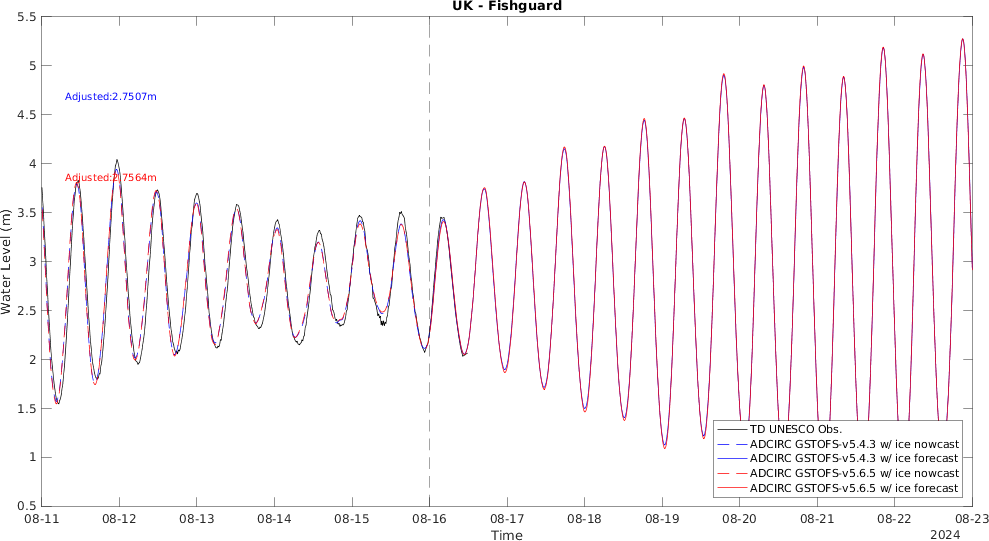 UK - Fishguard
5.5
5
4.5
4
3.5
3
2.5
2
1.5
1
0.5
Water Level (m)
Adjusted:2.7507m
Adjusted:2.7564m
TD UNESCO Obs.
ADCIRC GSTOFS-v5.4.3 w/ ice nowcast
ADCIRC GSTOFS-v5.4.3 w/ ice forecast
ADCIRC GSTOFS-v5.6.5 w/ ice nowcast
ADCIRC GSTOFS-v5.6.5 w/ ice forecast
08-11 08-12 08-13 08-14 08-15 08-16 08-17 08-18 08-19 08-20 08-21 08-22 08-23
Time
2024